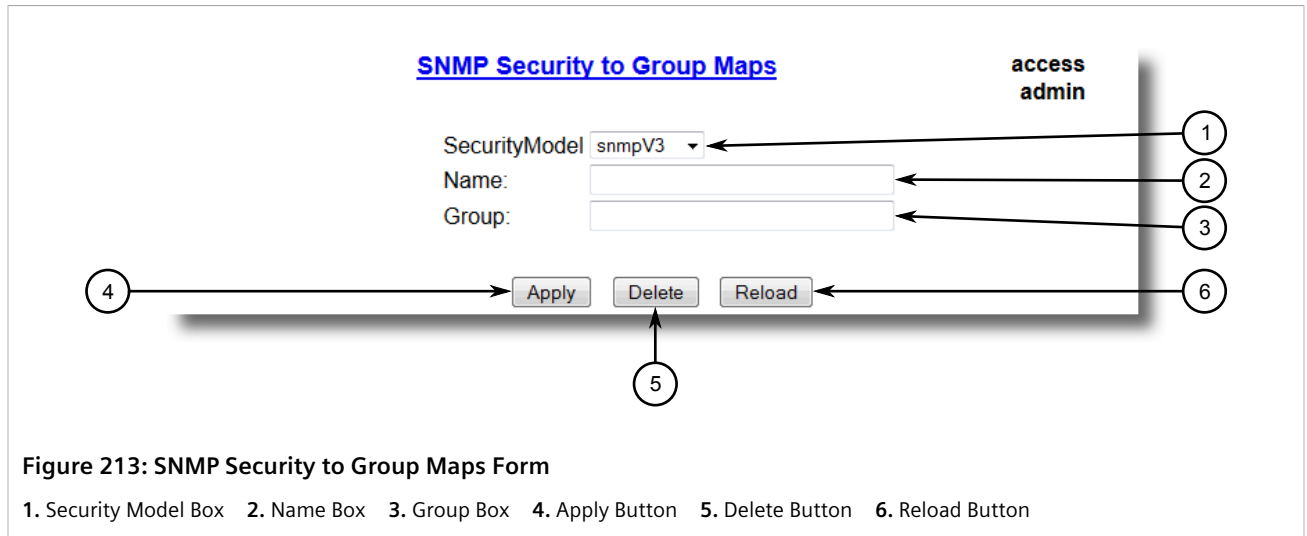 SNMP Security to Group Maps
access
admin
SecurityModel snmpV3
1
Name:
2
Group:
3
4
Apply Delete Reload
6
5
Figure 213: SNMP Security to Group Maps Form
1. Security Model Box 2. Name Box 3. Group Box 4. Apply Button 5. Delete Button 6. Reload Button